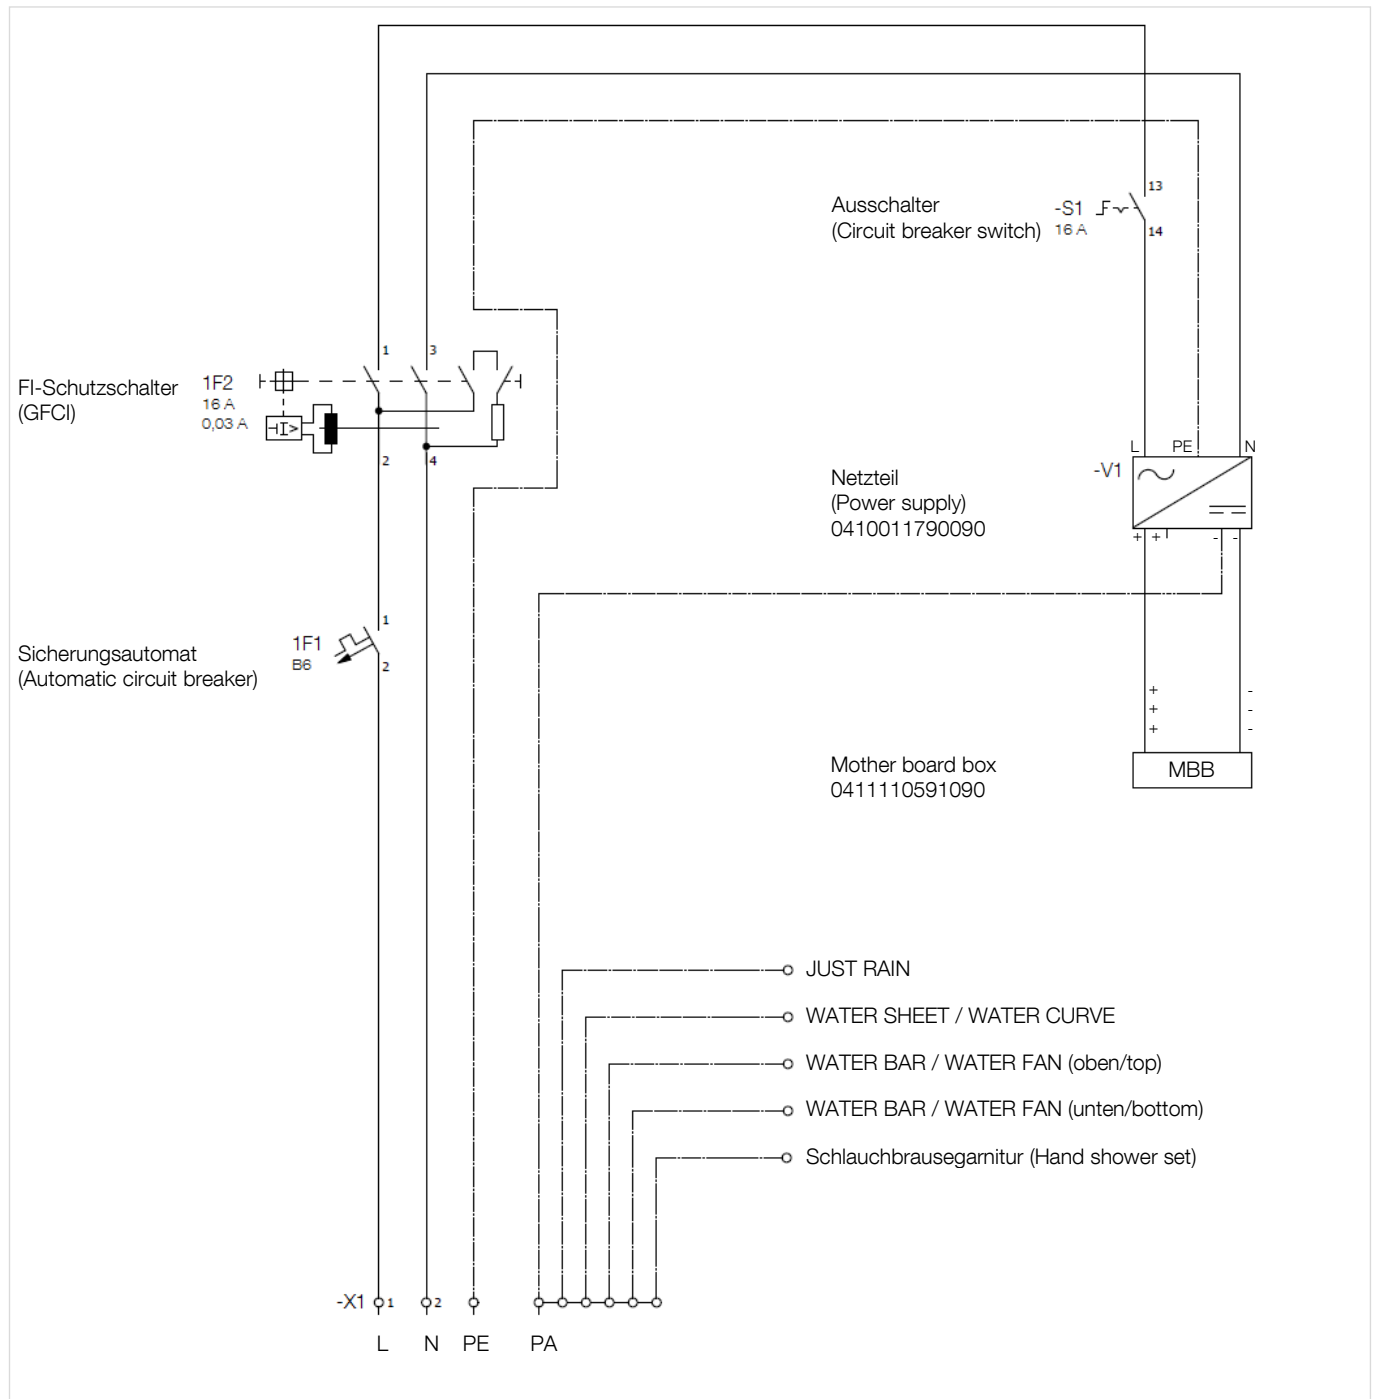 13
Ausschalter
(Circuit breaker switch)
-S1
16 A
14
1
3
FI-Schutzschalter
(GFCI)
1F2
16 A
0,03 A
I>
2
4
L
PE
N
-V1
Netzteil
(Power supply)
0410011790090
+ +
- -
1
1F1
B6
2
Sicherungsautomat
(Automatic circuit breaker)
+ -
+ -
+ -
Mother board box
0411110591090
MBB
JUST RAIN
WATER SHEET / WATER CURVE
WATER BAR / WATER FAN (oben/top)
WATER BAR / WATER FAN (unten/bottom)
Schlauchbrausegarnitur (Hand shower set)
-X1 1 2
L N PE PA